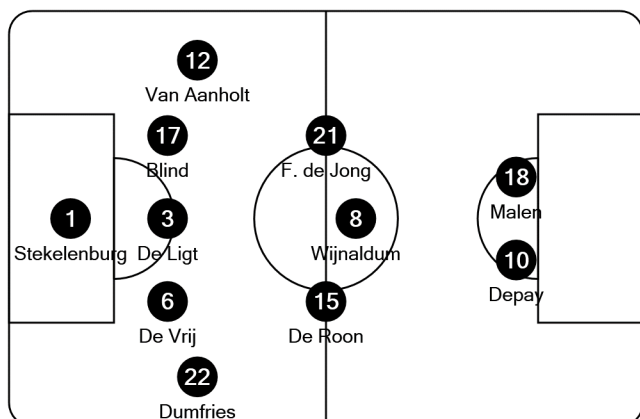 12
Van Aanholt
17
Blind
21
F. de Jong
18
Malen
1
Stekelenburg
3
De Ligt
8
Wijnaldum
10
Depay
6
De Vrij
15
De Roon
22
Dumfries